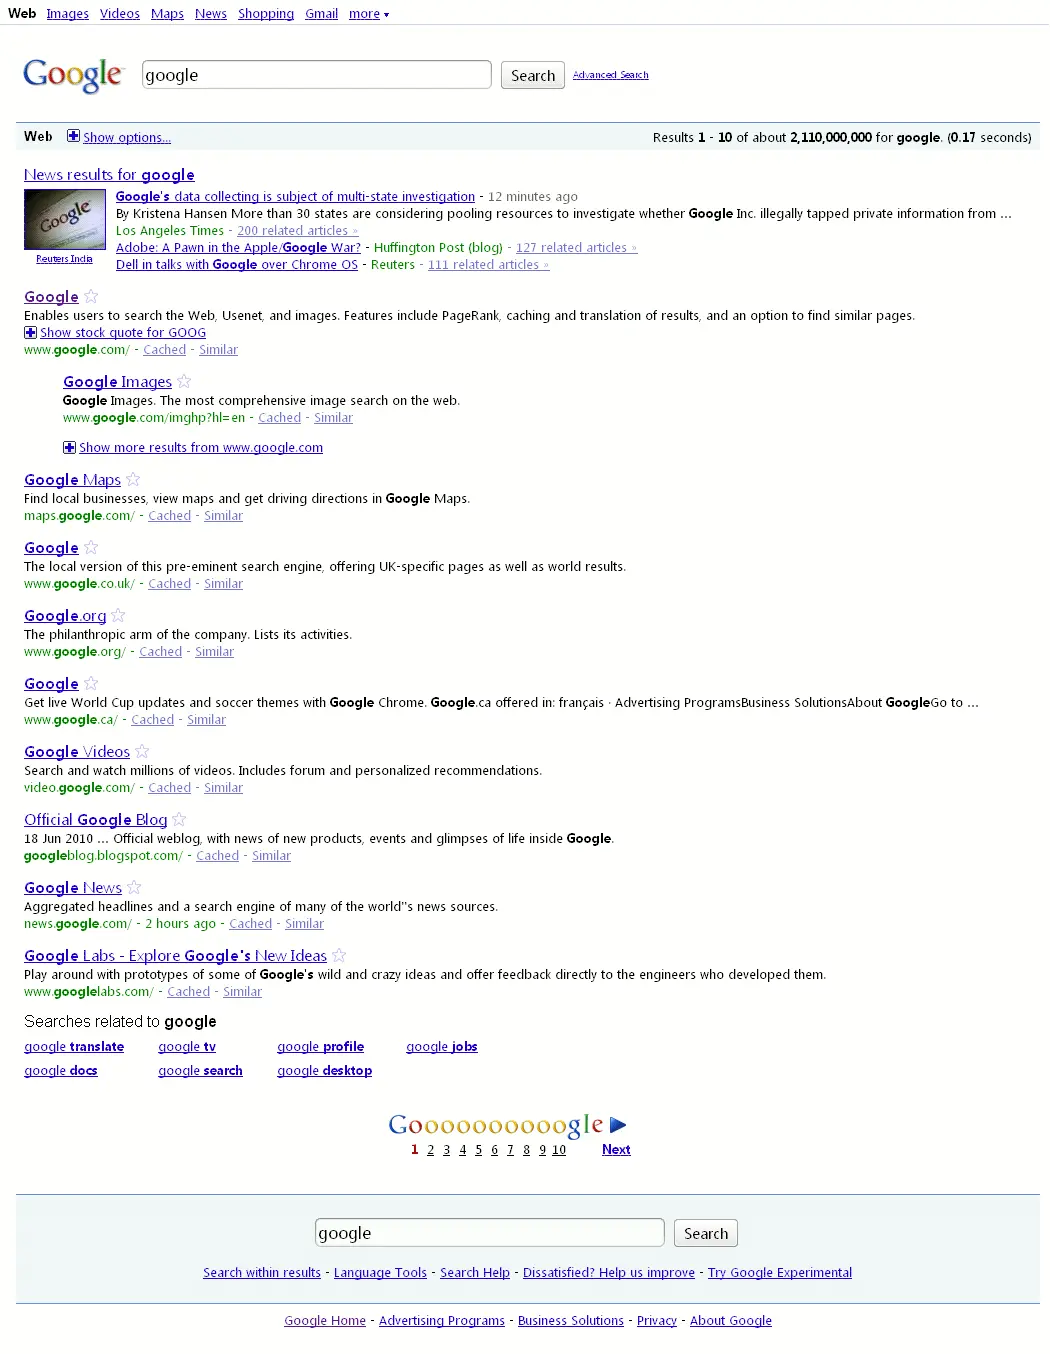 Web Images Videos Maps News Shopping Gmail more ▾
Google google Search Advanced Search
Web Show options... Results 1 - 10 of about 2,110,000,000 for google. (0.17 seconds)
News results for google
Google's data collecting is subject of multi-state investigation - 12 minutes ago
By Kristena Hansen More than 30 states are considering pooling resources to investigate whether Google Inc. illegally tapped private information from ...
Los Angeles Times - 200 related articles »
Adobe: A Pawn in the Apple/Google War? - Huffington Post (blog) - 127 related articles »
Dell in talks with Google over Chrome OS - Reuters - 111 related articles »
Google
Reuters India
Google
Enables users to search the Web, Usenet, and images. Features include PageRank, caching and translation of results, and an option to find similar pages.
Show stock quote for GOOG
www.google.com/ - Cached - Similar
Google Images
Google Images. The most comprehensive image search on the web.
www.google.com/imghp?hl=en - Cached - Similar
Show more results from www.google.com
Google Maps
Find local businesses, view maps and get driving directions in Google Maps.
maps.google.com/ - Cached - Similar
Google
The local version of this pre-eminent search engine, offering UK-specific pages as well as world results.
www.google.co.uk/ - Cached - Similar
Google.org
The philanthropic arm of the company. Lists its activities.
www.google.org/ - Cached - Similar
Google
Get live World Cup updates and soccer themes with Google Chrome. Google.ca offered in: français · Advertising ProgramsBusiness SolutionsAbout GoogleGo to ...
www.google.ca/ - Cached - Similar
Google Videos
Search and watch millions of videos. Includes forum and personalized recommendations.
video.google.com/ - Cached - Similar
Official Google Blog
18 Jun 2010 ... Official weblog, with news of new products, events and glimpses of life inside Google.
googleblog.blogspot.com/ - Cached - Similar
Google News
Aggregated headlines and a search engine of many of the world''s news sources.
news.google.com/ - 2 hours ago - Cached - Similar
Google Labs - Explore Google's New Ideas
Play around with prototypes of some of Google's wild and crazy ideas and offer feedback directly to the engineers who developed them.
www.googlelabs.com/ - Cached - Similar
Searches related to google
google translate google tv google profile google jobs
google docs google search google desktop
Goooooooooogle
1 2 3 4 5 6 7 8 9 10 Next
google Search
Search within results - Language Tools - Search Help - Dissatisfied? Help us improve - Try Google Experimental
Google Home - Advertising Programs - Business Solutions - Privacy - About Google